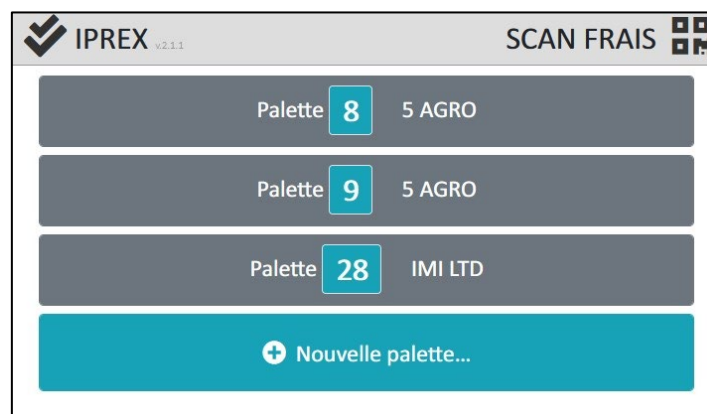 IPREX v.2.1.1 SCAN FRAIS
Palette 8 5 AGRO
Palette 9 5 AGRO
Palette 28 IMI LTD
Nouvelle palette...